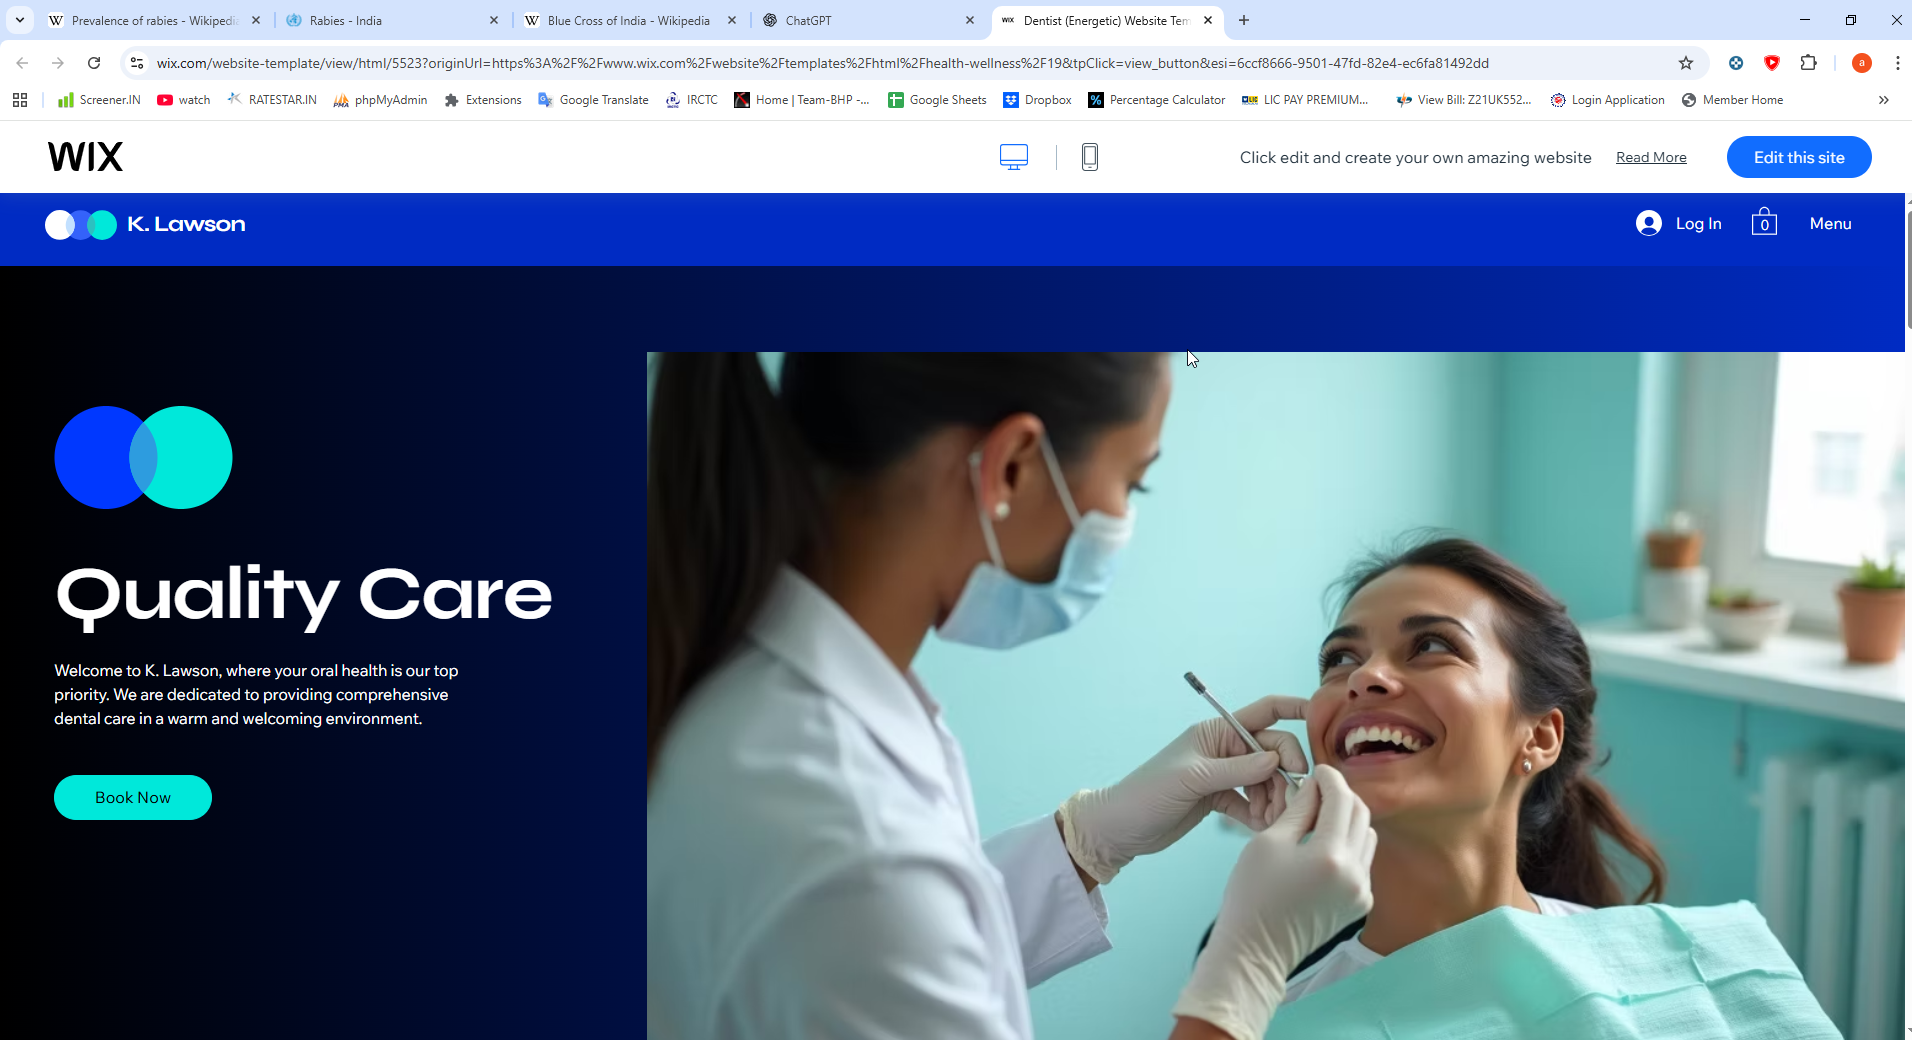 Prevalence of rabies - Wikipedia
Rabies - India
Blue Cross of India - Wikipedia
ChatGPT
Dentist (Energetic) Website Tem
wix.com/website-template/view/html/5523?originUrl=https%3A%2F%2Fwww.wix.com%2Fwebsite%2Ftemplates%2Fhtml%2Fhealth-wellness%2F19&tpClick=view_button&esi=6ccf8666-9501-47fd-82e4-ec6fa81492dd
a
Screener.IN
watch
RATESTAR.IN
phpMyAdmin
Extensions
Google Translate
IRCTC
Home | Team-BHP -...
Google Sheets
Dropbox
Percentage Calculator
LIC PAY PREMIUM...
View Bill: Z21UK552...
Login Application
Member Home
WIX
Click edit and create your own amazing website
Read More
Edit this site
K. Lawson
Log In
0
Menu
Quality Care
Welcome to K. Lawson, where your oral health is our top
priority. We are dedicated to providing comprehensive
dental care in a warm and welcoming environment.
Book Now